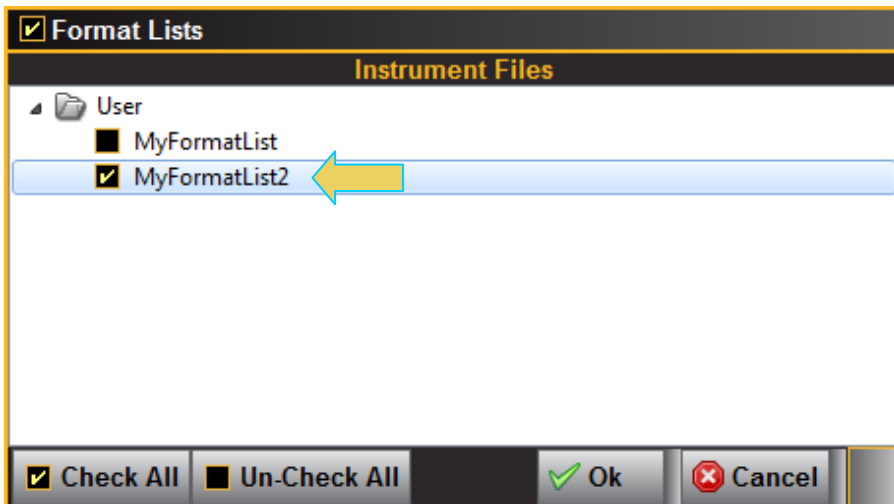 Format Lists
Instrument Files
User
MyFormatList
MyFormatList2
Check All Un-Check All Ok Cancel